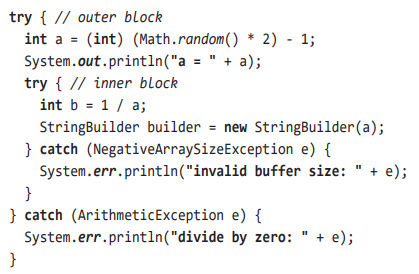 try { // outer block
  int a = (int) (Math.random() * 2) - 1;
  System.out.println("a = " + a);
  try { // inner block
    int b = 1 / a;
    StringBuilder builder = new StringBuilder(a);
  } catch (NegativeArraySizeException e) {
    System.err.println("invalid buffer size: " + e);
  }
} catch (ArithmeticException e) {
  System.err.println("divide by zero: " + e);
}